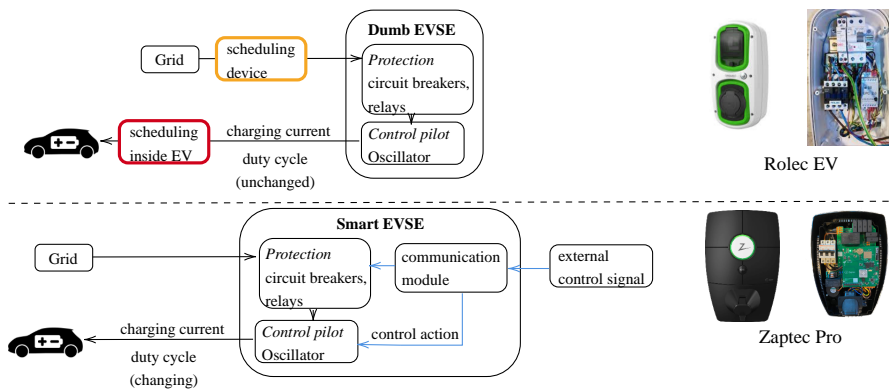 Dumb EVSE
Grid
scheduling
device
Protection
circuit breakers,
relays
scheduling
inside EV
charging current
duty cycle
(unchanged)
Control pilot
Oscillator
Rolec EV
Smart EVSE
Grid
Protection
circuit breakers,
relays
communication
module
external
control signal
charging current
duty cycle
(changing)
Control pilot
Oscillator
control action
Z
Zaptec Pro